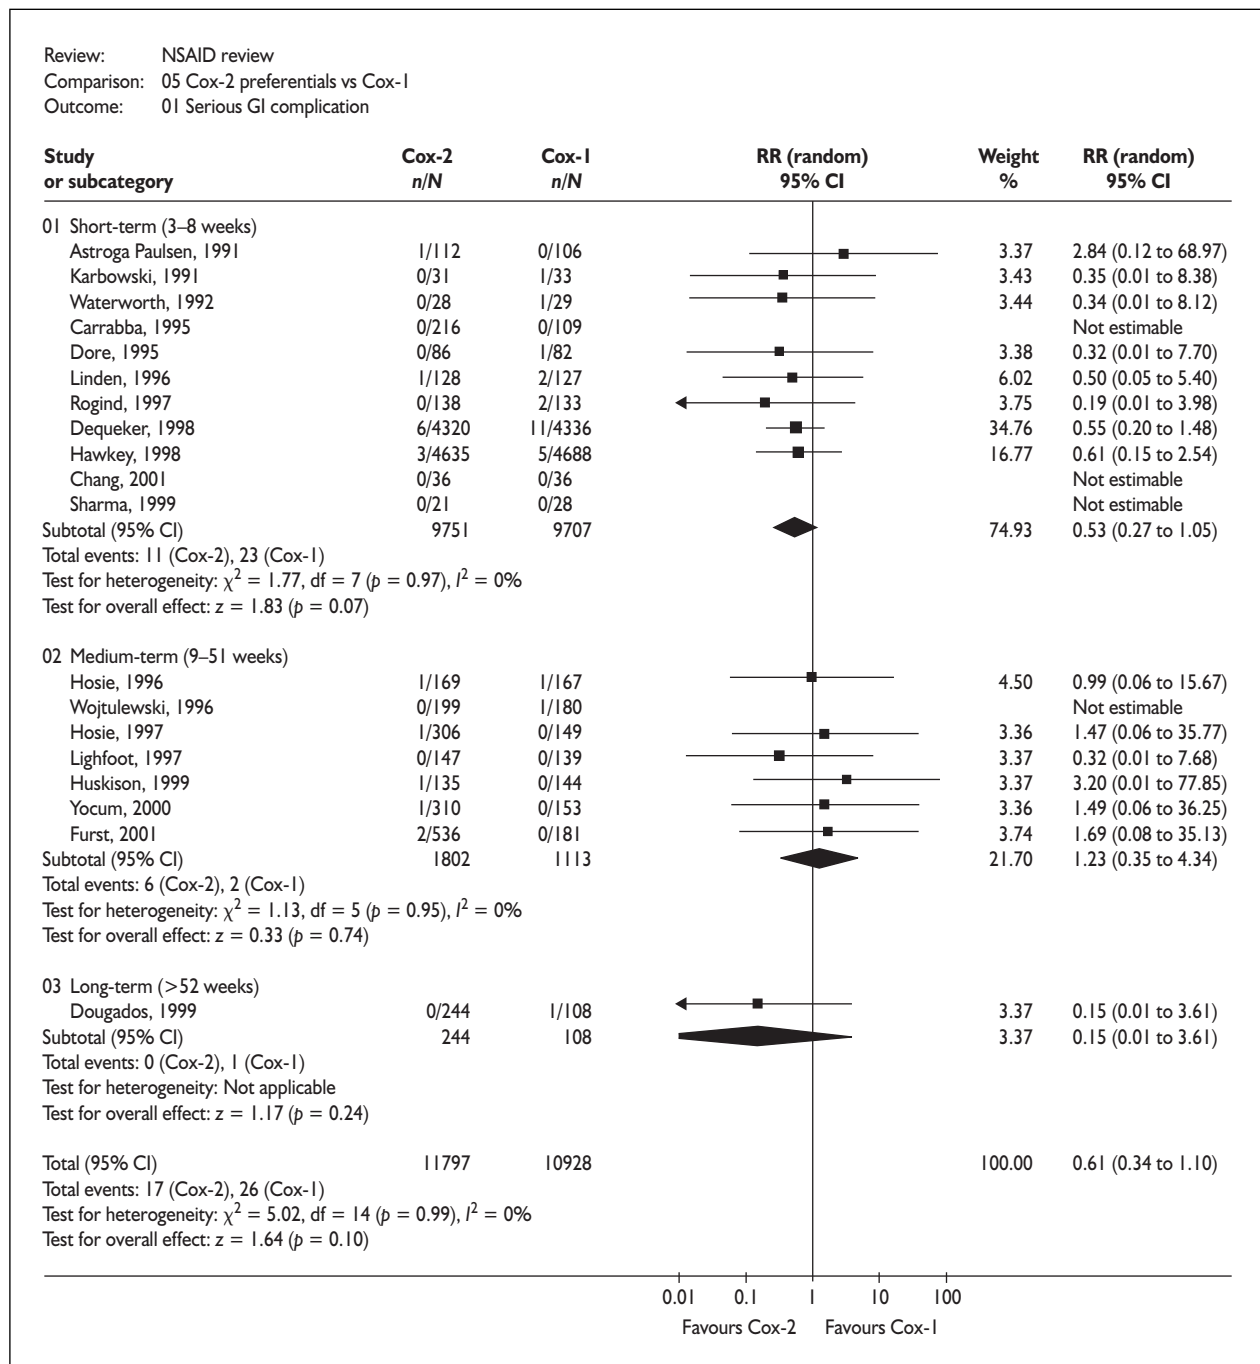 Review: NSAID review
Comparison: 05 Cox-2 preferentials vs Cox-1
Outcome: 01 Serious GI complication
Study Cox-2 Cox-1 RR (random) Weight RR (random)
or subcategory n/N n/N 95% CI % 95% CI
01 Short-term (3–8 weeks)
Astroga Paulsen, 1991 1/112 0/106 3.37 2.84 (0.12 to 68.97)
Karbowski, 1991 0/31 1/33 3.43 0.35 (0.01 to 8.38)
Waterworth, 1992 0/28 1/29 3.44 0.34 (0.01 to 8.12)
Carrabba, 1995 0/216 0/109 Not estimable
Dore, 1995 0/86 1/82 3.38 0.32 (0.01 to 7.70)
Linden, 1996 1/128 2/127 6.02 0.50 (0.05 to 5.40)
Rogind, 1997 0/138 2/133 3.75 0.19 (0.01 to 3.98)
Dequeker, 1998 6/4320 11/4336 34.76 0.55 (0.20 to 1.48)
Hawkey, 1998 3/4635 5/4688 16.77 0.61 (0.15 to 2.54)
Chang, 2001 0/36 0/36 Not estimable
Sharma, 1999 0/21 0/28 Not estimable
Subtotal (95% CI) 9751 9707 74.93 0.53 (0.27 to 1.05)
Total events: 11 (Cox-2), 23 (Cox-1)
Test for heterogeneity: χ² = 1.77, df = 7 (p = 0.97), I² = 0%
Test for overall effect: z = 1.83 (p = 0.07)
02 Medium-term (9–51 weeks)
Hosie, 1996 1/169 1/167 4.50 0.99 (0.06 to 15.67)
Wojtulewski, 1996 0/199 1/180 Not estimable
Hosie, 1997 1/306 0/149 3.36 1.47 (0.06 to 35.77)
Lighfoot, 1997 0/147 0/139 3.37 0.32 (0.01 to 7.68)
Huskison, 1999 1/135 0/144 3.37 3.20 (0.01 to 77.85)
Yocum, 2000 1/310 0/153 3.36 1.49 (0.06 to 36.25)
Furst, 2001 2/536 0/181 3.74 1.69 (0.08 to 35.13)
Subtotal (95% CI) 1802 1113 21.70 1.23 (0.35 to 4.34)
Total events: 6 (Cox-2), 2 (Cox-1)
Test for heterogeneity: χ² = 1.13, df = 5 (p = 0.95), I² = 0%
Test for overall effect: z = 0.33 (p = 0.74)
03 Long-term (>52 weeks)
Dougados, 1999 0/244 1/108 3.37 0.15 (0.01 to 3.61)
Subtotal (95% CI) 244 108 3.37 0.15 (0.01 to 3.61)
Total events: 0 (Cox-2), 1 (Cox-1)
Test for heterogeneity: Not applicable
Test for overall effect: z = 1.17 (p = 0.24)
Total (95% CI) 11797 10928 100.00 0.61 (0.34 to 1.10)
Total events: 17 (Cox-2), 26 (Cox-1)
Test for heterogeneity: χ² = 5.02, df = 14 (p = 0.99), I² = 0%
Test for overall effect: z = 1.64 (p = 0.10)
0.01 0.1 1 10 100
Favours Cox-2 Favours Cox-1